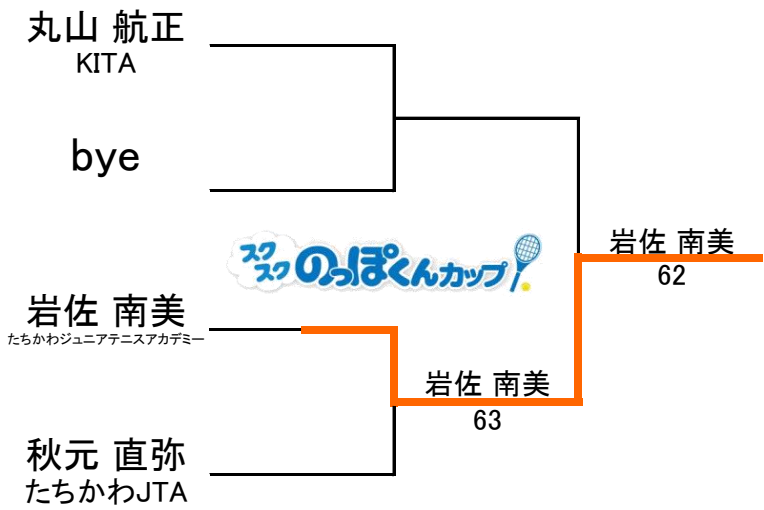 丸山 航正
KITA
bye
スク
スク のっぽくんカップ
岩佐 南美
62
岩佐 南美
たちかわジュニアテニスアカデミー
岩佐 南美
63
秋元 直弥
たちかわJTA